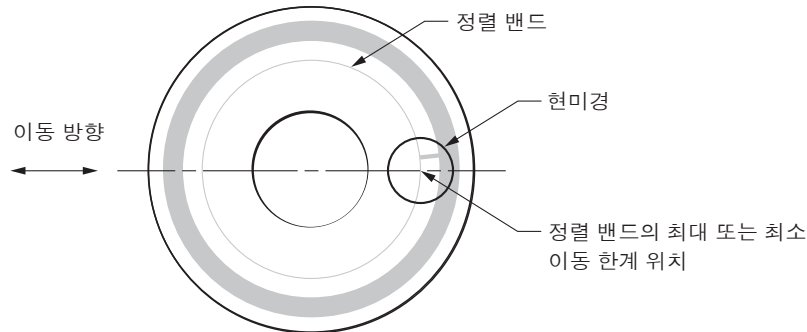 정렬 밴드
현미경
이동 방향
정렬 밴드의 최대 또는 최소
이동 한계 위치